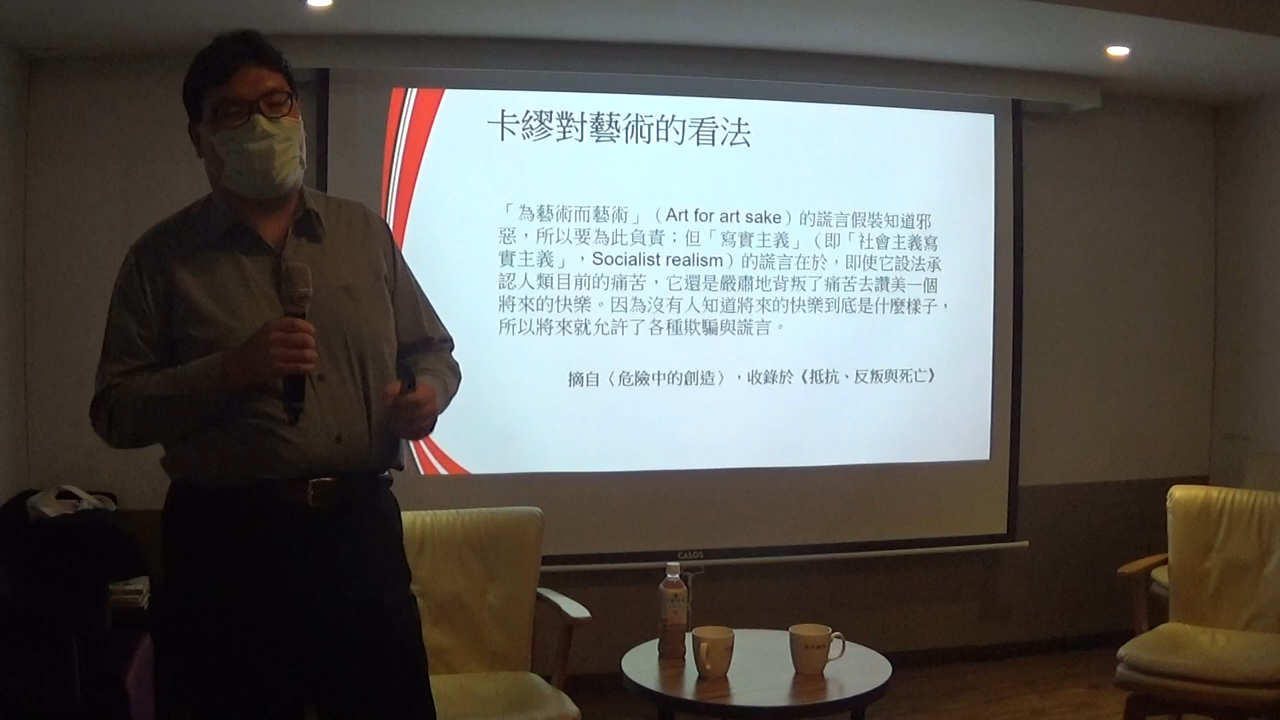 卡繆對藝術的看法
「為藝術而藝術」（Art for art sake）的謊言假裝知道邪
惡，所以要為此負責；但「寫實主義」（即「社會主義寫
實主義」，Socialist realism）的謊言在於，即使它設法承
認人類目前的痛苦，它還是嚴肅地背叛了痛苦去讚美一個
將來的快樂。因為沒有人知道將來的快樂到底是什麼樣子，
所以將來就允許了各種欺騙與謊言。
摘自〈危險中的創造〉，收錄於《抵抗、反叛與死亡》
CASOS